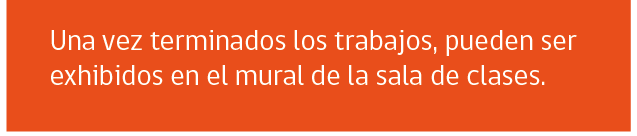 Una vez terminados los trabajos, pueden ser
exhibidos en el mural de la sala de clases.